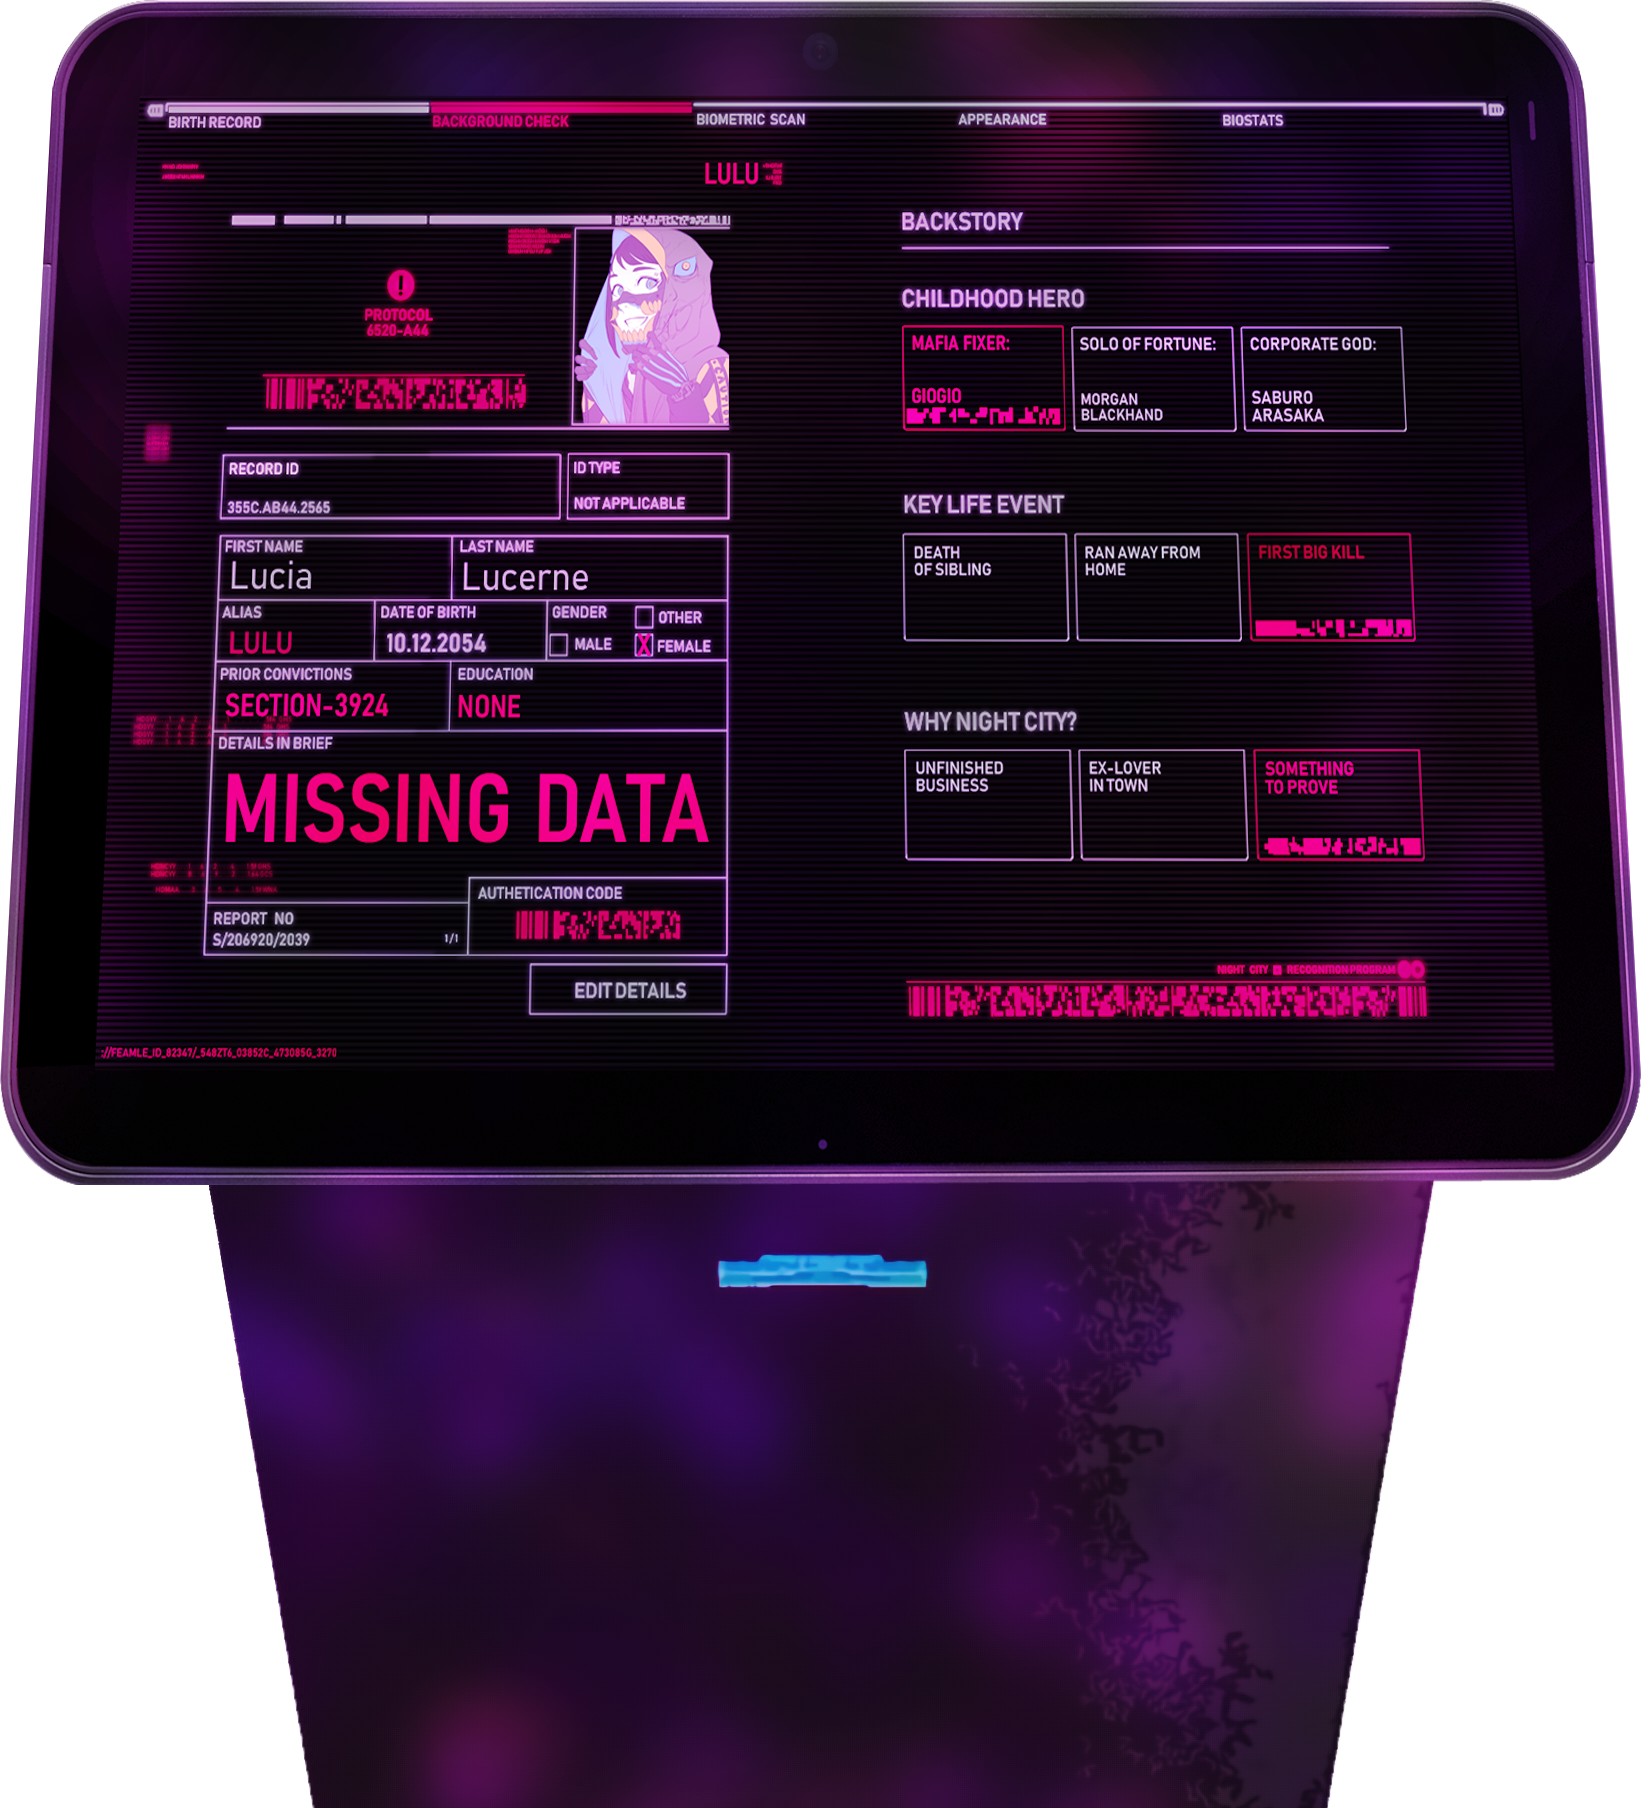 BIRTH RECORD
BACKGROUND CHECK
BIOMETRIC SCAN
APPEARANCE
BIOSTATS
LULU
PROTOCOL
6520-A44
RECORD ID
355C.AB44.2565
ID TYPE
NOT APPLICABLE
FIRST NAME
Lucia
LAST NAME
Lucerne
ALIAS
LULU
DATE OF BIRTH
10.12.2054
GENDER
OTHER
MALE
X FEMALE
PRIOR CONVICTIONS
SECTION-3924
EDUCATION
NONE
DETAILS IN BRIEF
MISSING DATA
AUTHETICATION CODE
REPORT NO
S/206920/2039
1/1
EDIT DETAILS
://FEAMLE_ID_82347/_548ZT6_03852C_473085G_3270
BACKSTORY
CHILDHOOD HERO
MAFIA FIXER:
GIOGIO
SOLO OF FORTUNE:
MORGAN
BLACKHAND
CORPORATE GOD:
SABURO
ARASAKA
KEY LIFE EVENT
DEATH
OF SIBLING
RAN AWAY FROM
HOME
FIRST BIG KILL
WHY NIGHT CITY?
UNFINISHED
BUSINESS
EX-LOVER
IN TOWN
SOMETHING
TO PROVE
NIGHT CITY RECOGNITION PROGRAM